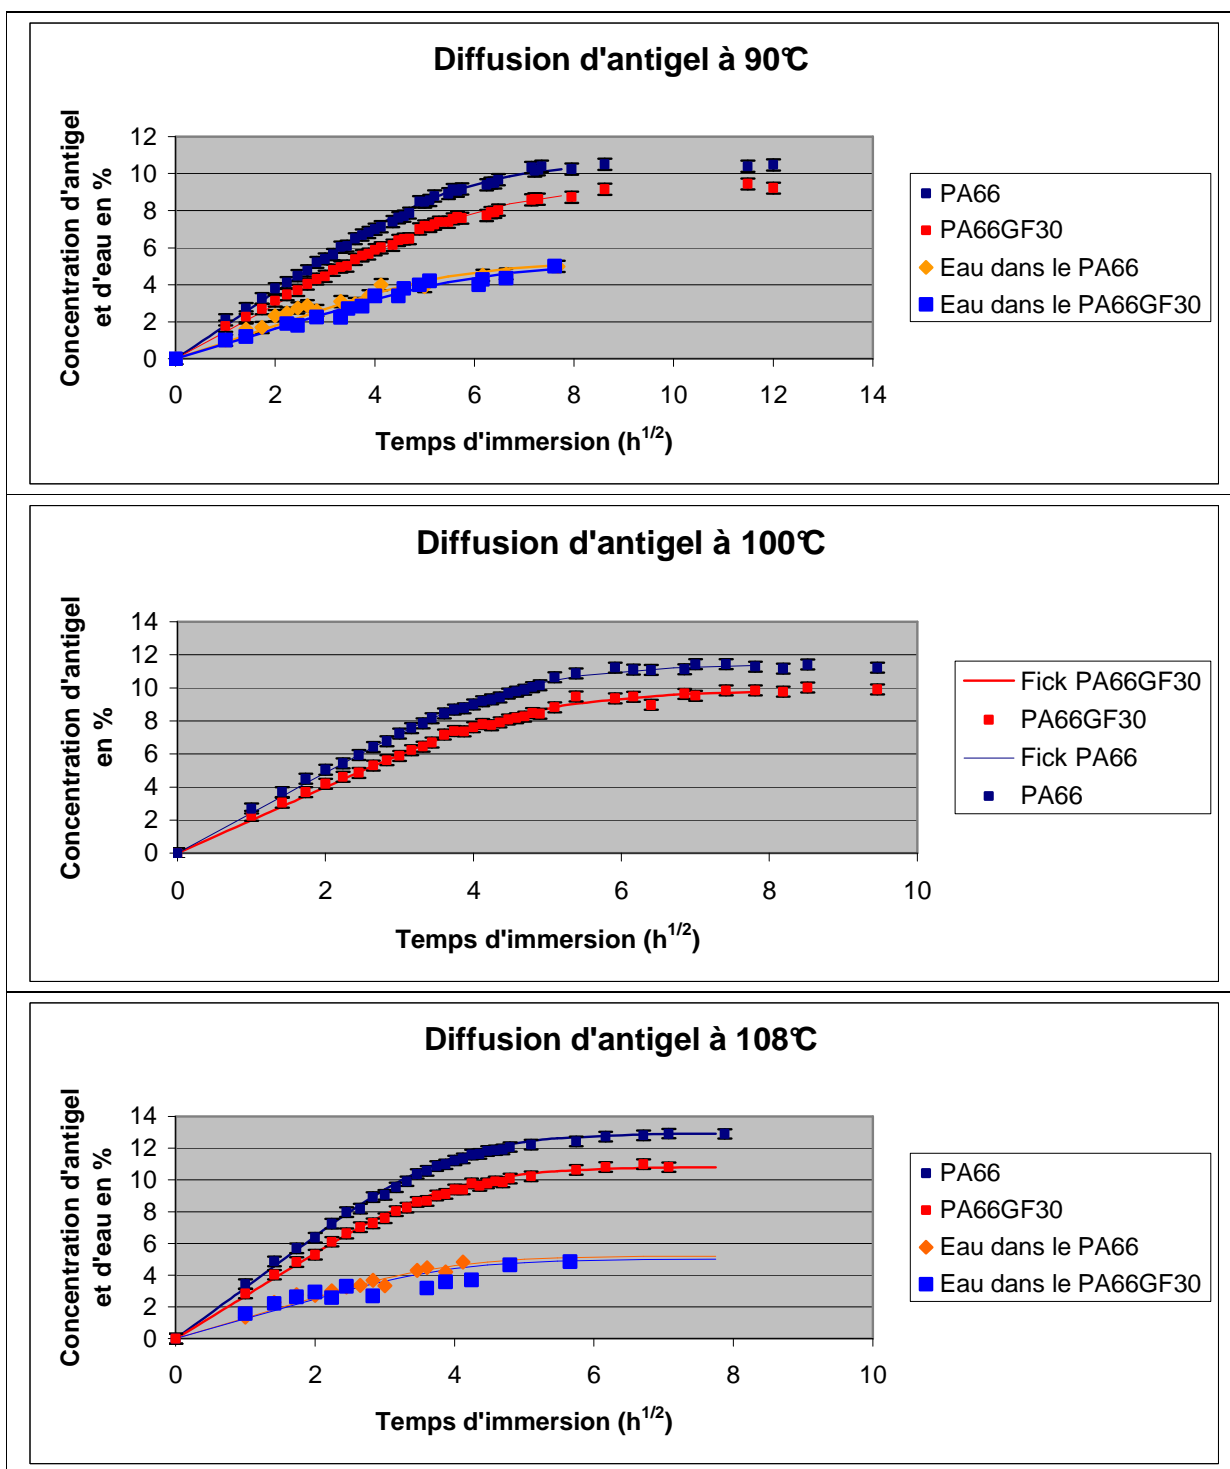 Diffusion d'antigel à 90°C
Concentration d'antigel
et d'eau en %
12
10
8
6
4
2
0
0 2 4 6 8 10 12 14
Temps d'immersion (h1/2)
PA66
PA66GF30
Eau dans le PA66
Eau dans le PA66GF30
Diffusion d'antigel à 100°C
Concentration d'antigel
en %
14
12
10
8
6
4
2
0
0 2 4 6 8 10
Temps d'immersion (h1/2)
Fick PA66GF30
PA66GF30
Fick PA66
PA66
Diffusion d'antigel à 108°C
Concentration d'antigel
et d'eau en %
14
12
10
8
6
4
2
0
0 2 4 6 8 10
Temps d'immersion (h1/2)
PA66
PA66GF30
Eau dans le PA66
Eau dans le PA66GF30